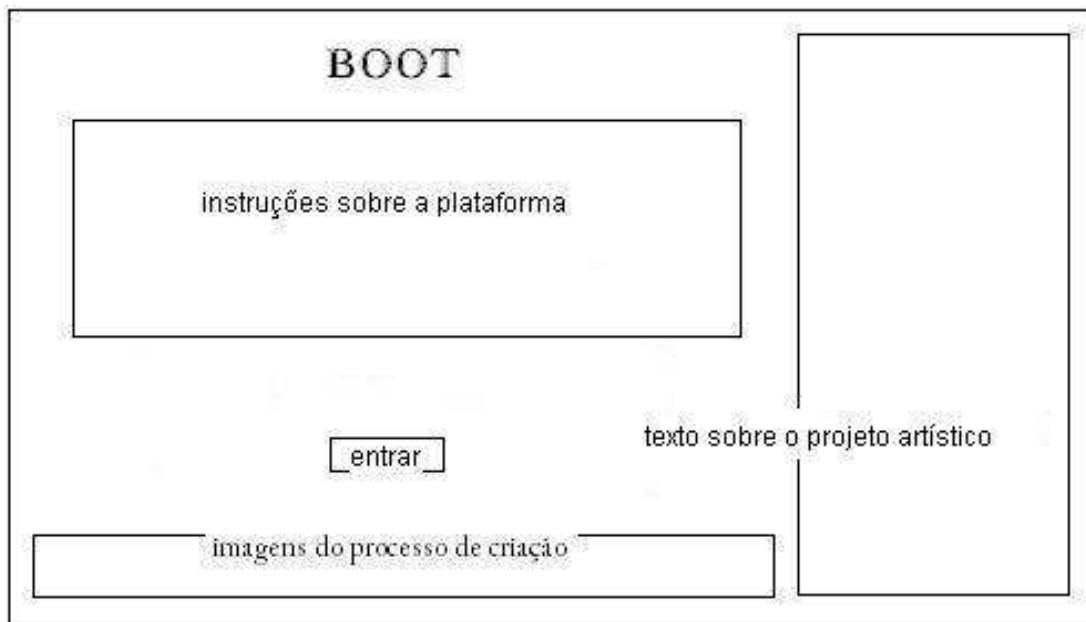 BOOT
instruções sobre a plataforma
texto sobre o projeto artístico
entrar
imagens do processo de criação